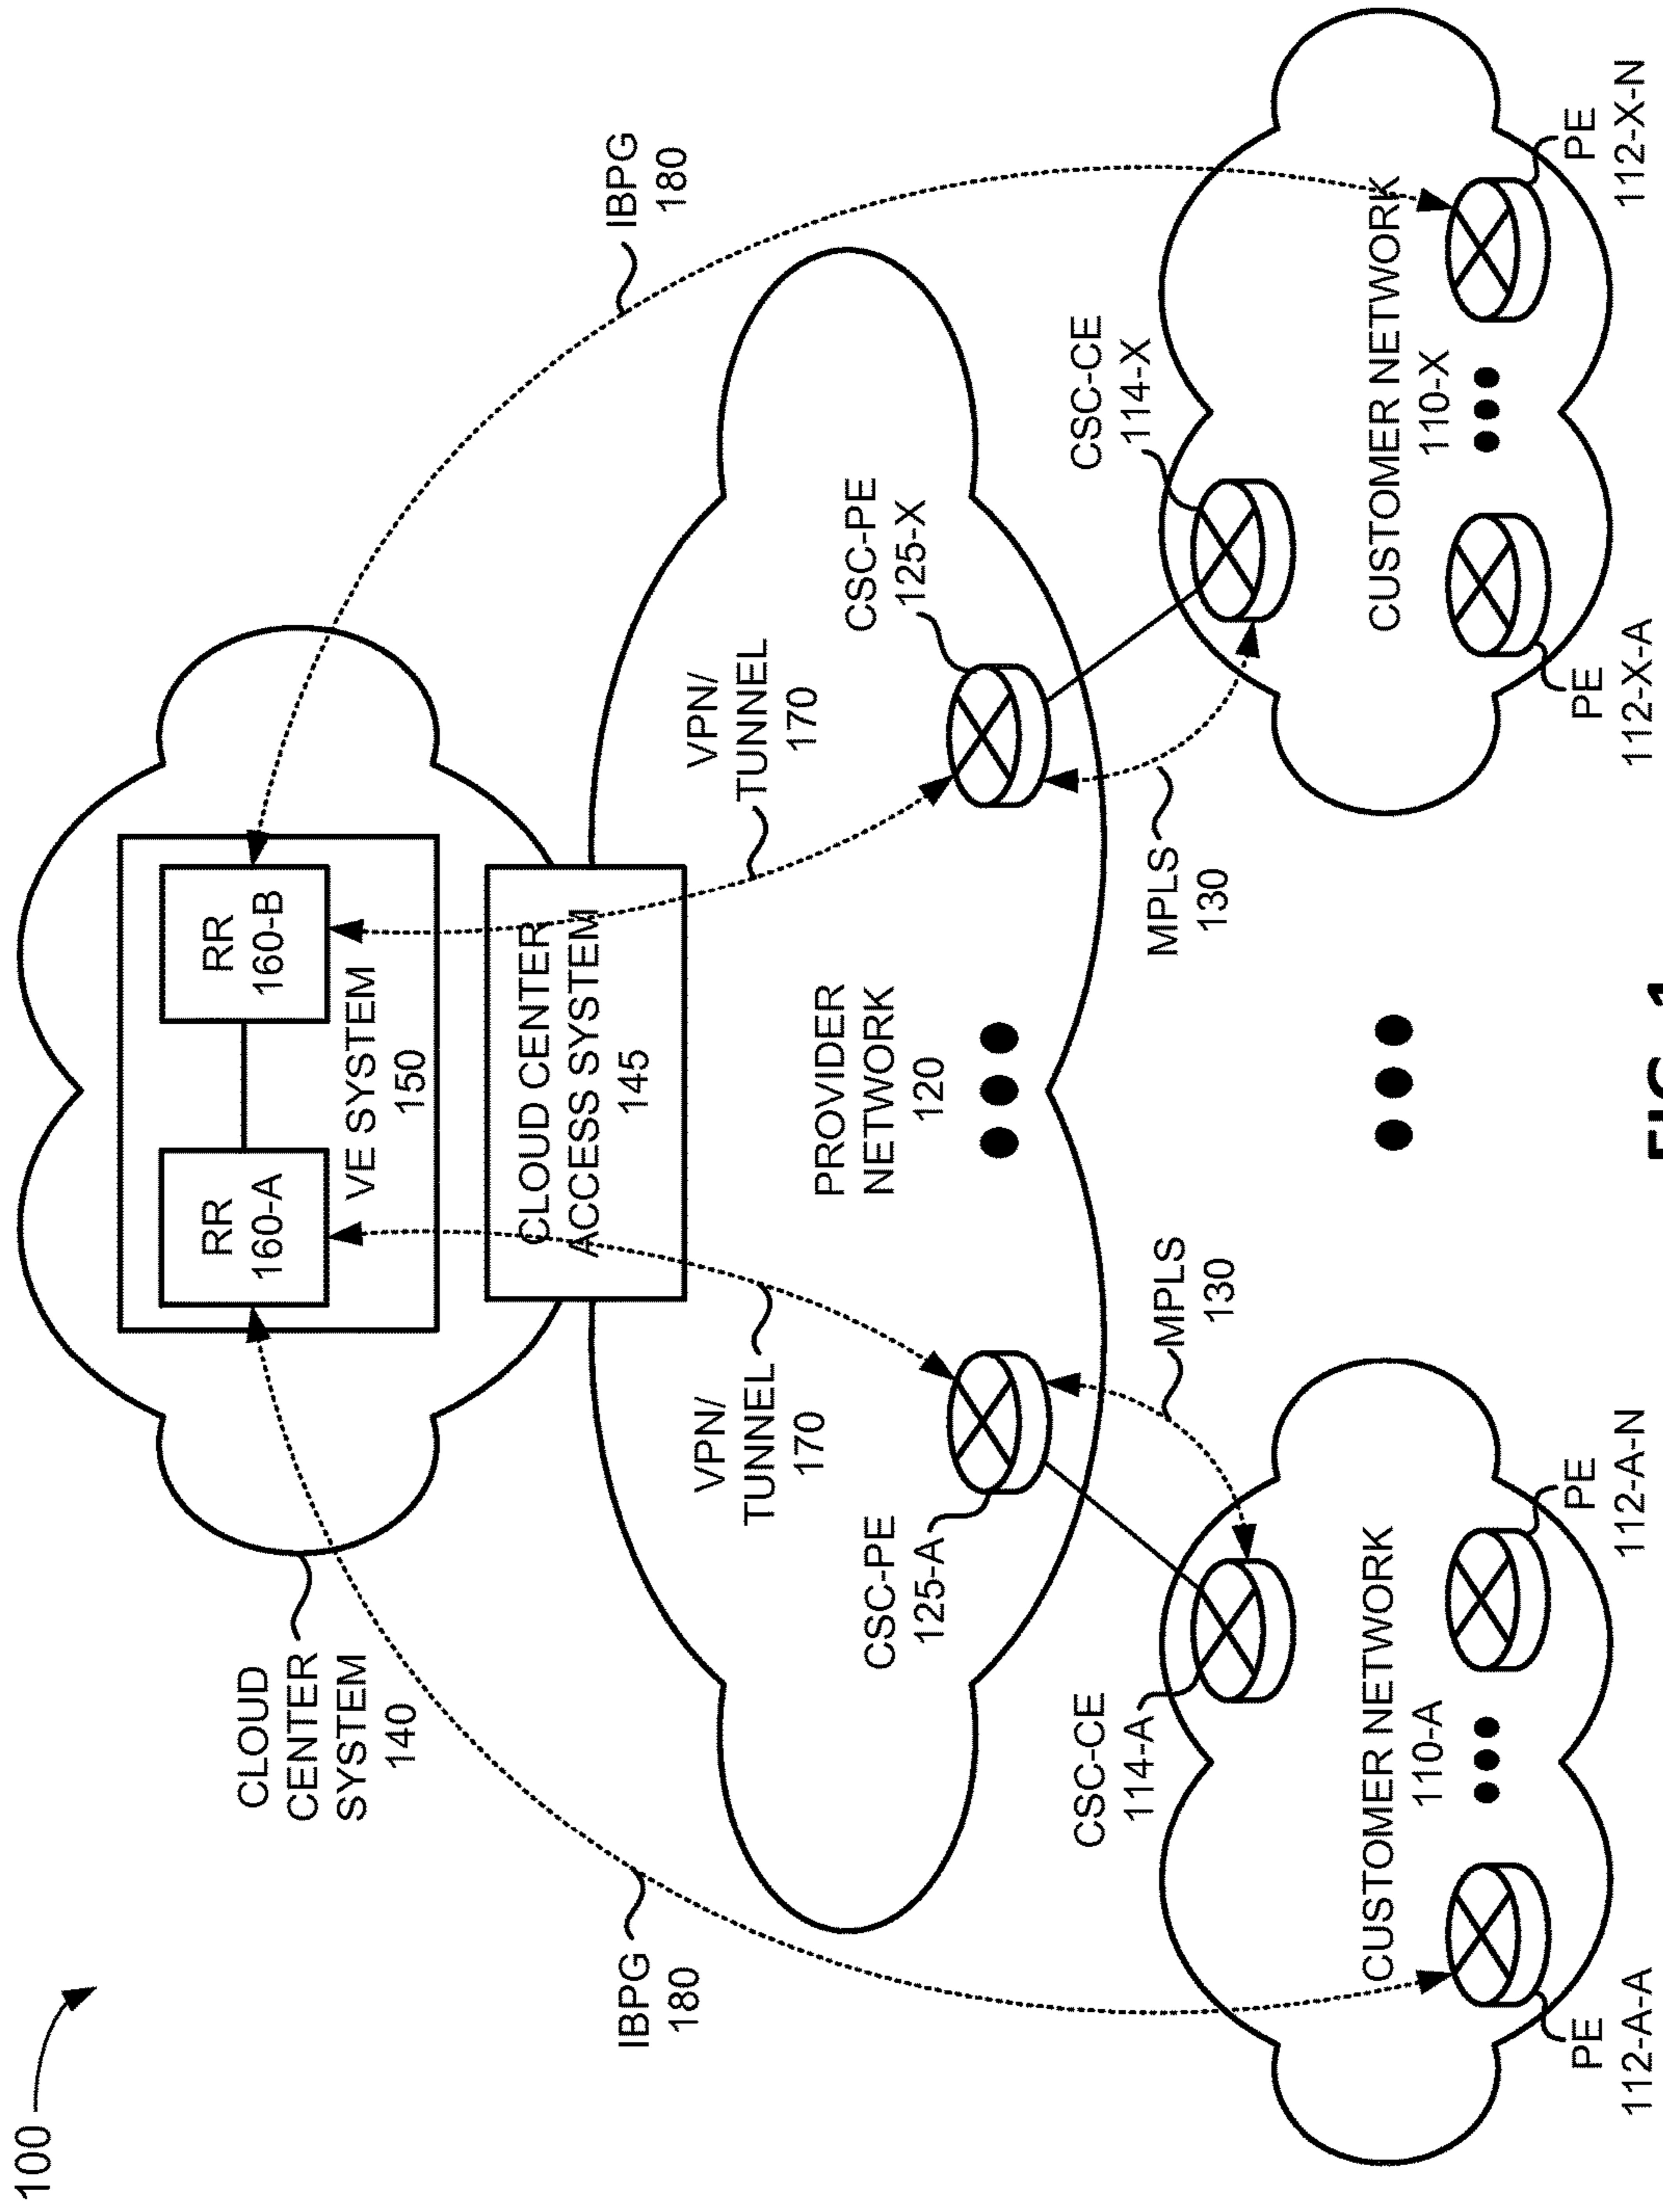 100
CLOUD
CENTER
SYSTEM
140
RR
160-A
RR
160-B
VE SYSTEM
150
IBPG
180
IBPG
180
CLOUD CENTER
ACCESS SYSTEM
145
VPN/
TUNNEL
170
VPN/
TUNNEL
170
PROVIDER
NETWORK
120
CSC-PE
125-A
CSC-PE
125-X
MPLS
130
MPLS
130
CSC-CE
114-A
CSC-CE
114-X
CUSTOMER NETWORK
110-A
CUSTOMER NETWORK
110-X
PE
112-A-A
PE
112-A-N
PE
112-X-A
PE
112-X-N
FIG. 1